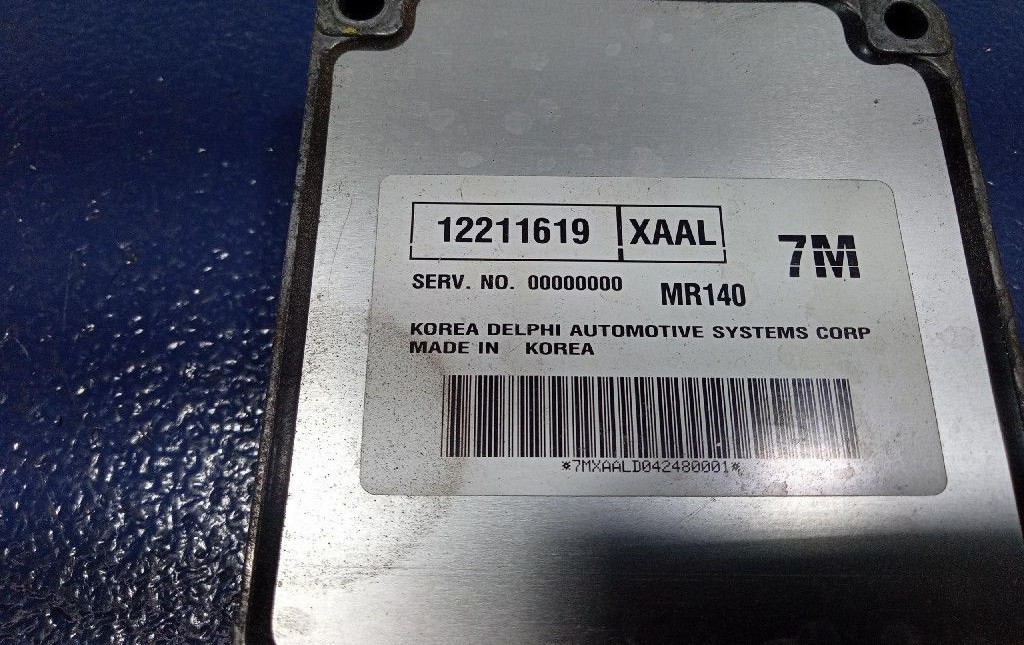 12211619 XAAL
7M
SERV. NO. 00000000 MR140
KOREA DELPHI AUTOMOTIVE SYSTEMS CORP
MADE IN KOREA
*7MXAALD042480001*